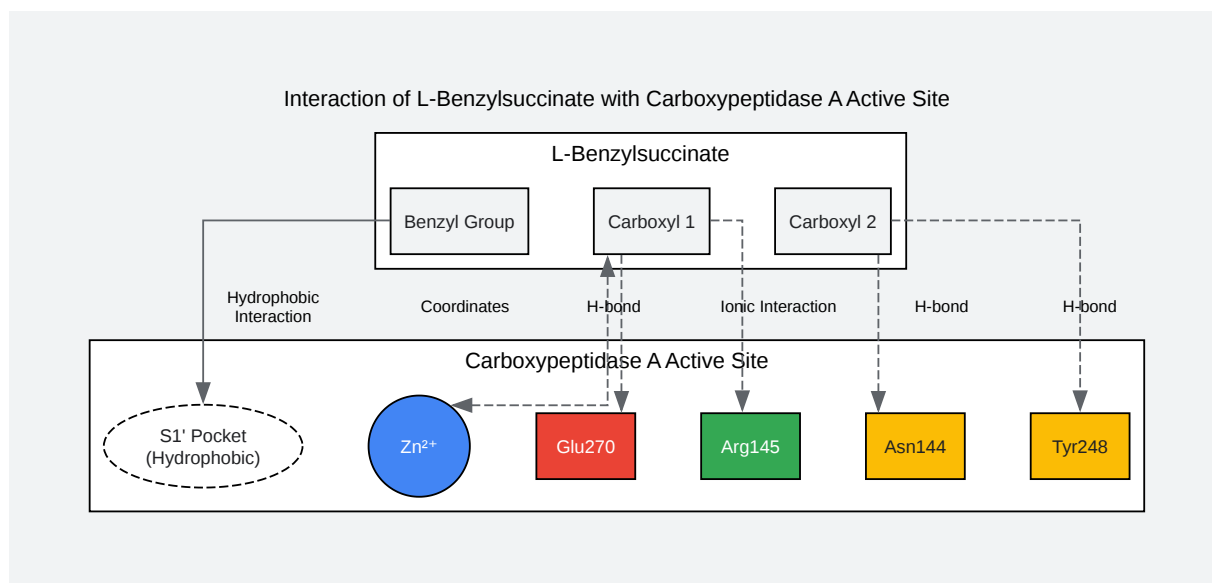 Interaction of L-Benzylsuccinate with Carboxypeptidase A Active Site
L-Benzylsuccinate
Benzyl Group
Carboxyl 1
Carboxyl 2
Hydrophobic
Interaction
Coordinates
H-bond
Ionic Interaction
H-bond
H-bond
Carboxypeptidase A Active Site
S1' Pocket
(Hydrophobic)
Zn²⁺
Glu270
Arg145
Asn144
Tyr248